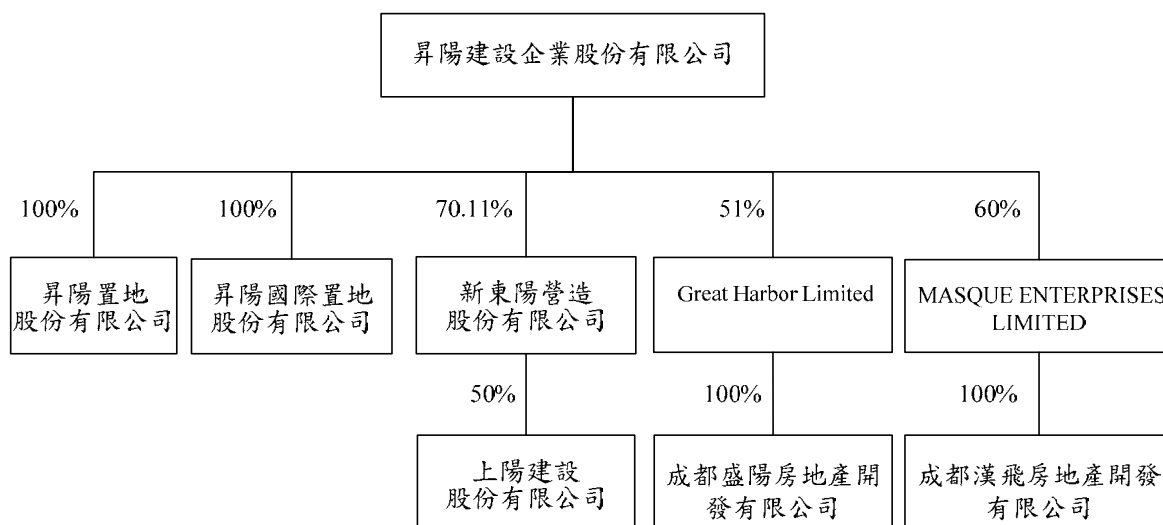 昇陽建設企業股份有限公司
100%
100%
70.11%
51%
60%
昇陽置地
股份有限公司
昇陽國際置地
股份有限公司
新東陽營造
股份有限公司
Great Harbor Limited
MASQUE ENTERPRISES
LIMITED
50%
100%
100%
上陽建設
股份有限公司
成都盛陽房地產開
發有限公司
成都漢飛房地產開發
有限公司